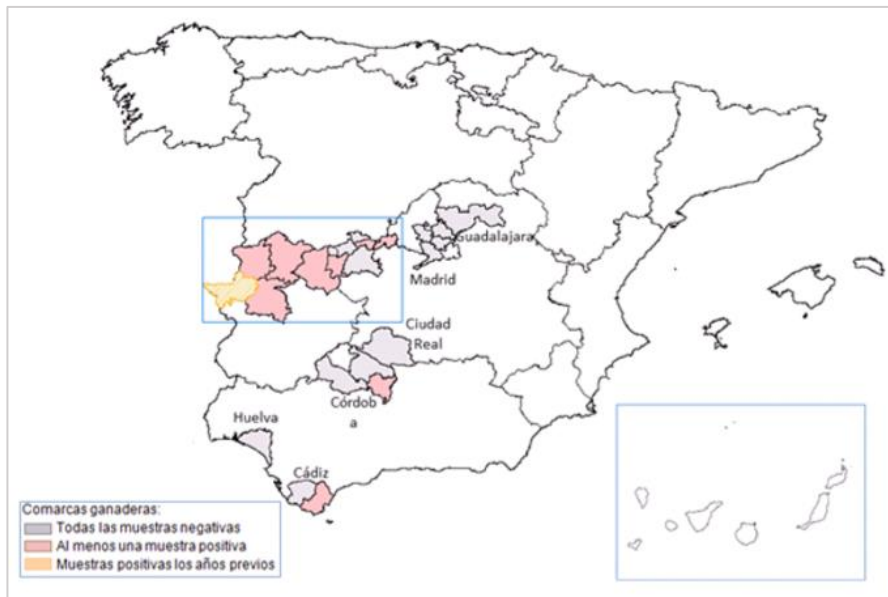 Guadalajara
Madrid
Ciudad
Real
Córdob
a
Huelva
Cádiz
Comarcas ganaderas:
Todas las muestras negativas
Al menos una muestra positiva
Muestras positivas los años previos